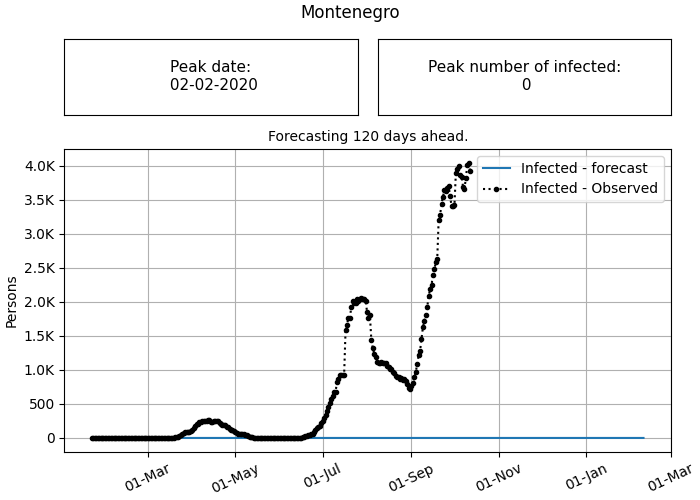 Montenegro
Peak date:
02-02-2020
Peak number of infected:
0
Forecasting 120 days ahead.
Infected - forecast
Infected - Observed
4.0K
3.5K
3.0K
2.5K
2.0K
1.5K
1.0K
500
0
Persons
01-Mar
01-May
01-Jul
01-Sep
01-Nov
01-Jan
01-Mar